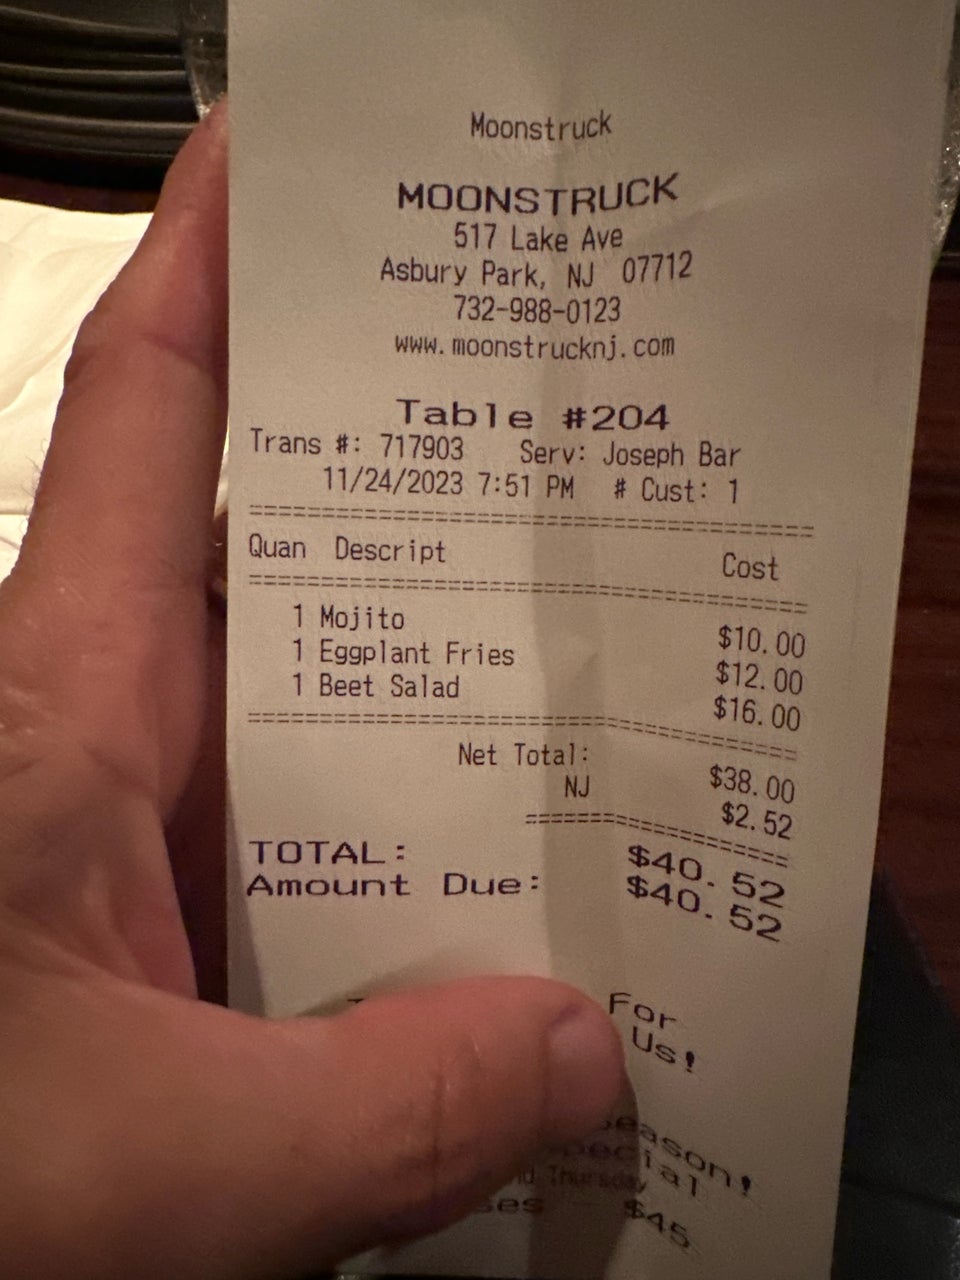 Moonstruck
MOONSTRUCK
517 Lake Ave
Asbury Park, NJ 07712
732-988-0123
www.moonstrucknj.com
Table #204
Trans #: 717903 Serv: Joseph Bar
11/24/2023 7:51 PM # Cust: 1
Quan Descript Cost
1 Mojito $10.00
1 Eggplant Fries $12.00
1 Beet Salad $16.00
Net Total: $38.00
NJ $2.52
TOTAL: $40.52
Amount Due: $40.52
For
Us!
Thursday
$45